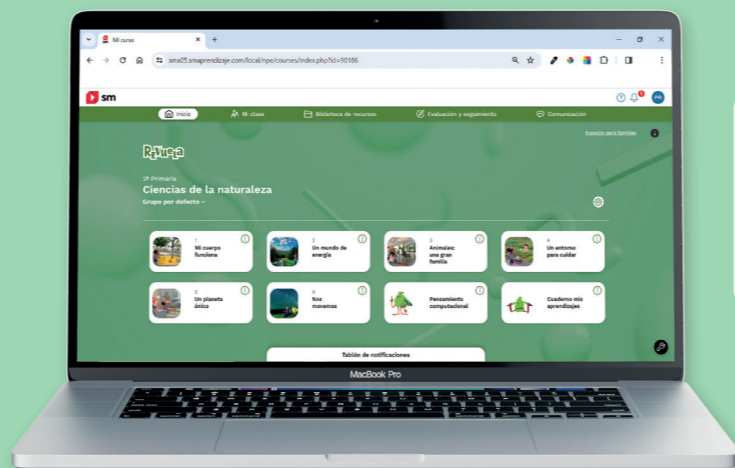 Mi curso
sma05.smaprendizaje.com/local/npe/courses/index.php?id=50186
sm
PD
Inicio
Mi clase
Biblioteca de recursos
Evaluación y seguimiento
Comunicación
Espacio para familias
Revuela
2º Primaria
Ciencias de la naturaleza
Grupo por defecto
1
Mi cuerpo
funciona
2
Un mundo de
energía
3
Animales:
una gran
familia
4
Un entorno
para cuidar
5
Un planeta
único
6
Nos
movemos
Pensamiento
computacional
Cuaderno mis
aprendizajes
Tablón de notificaciones
MacBook Pro